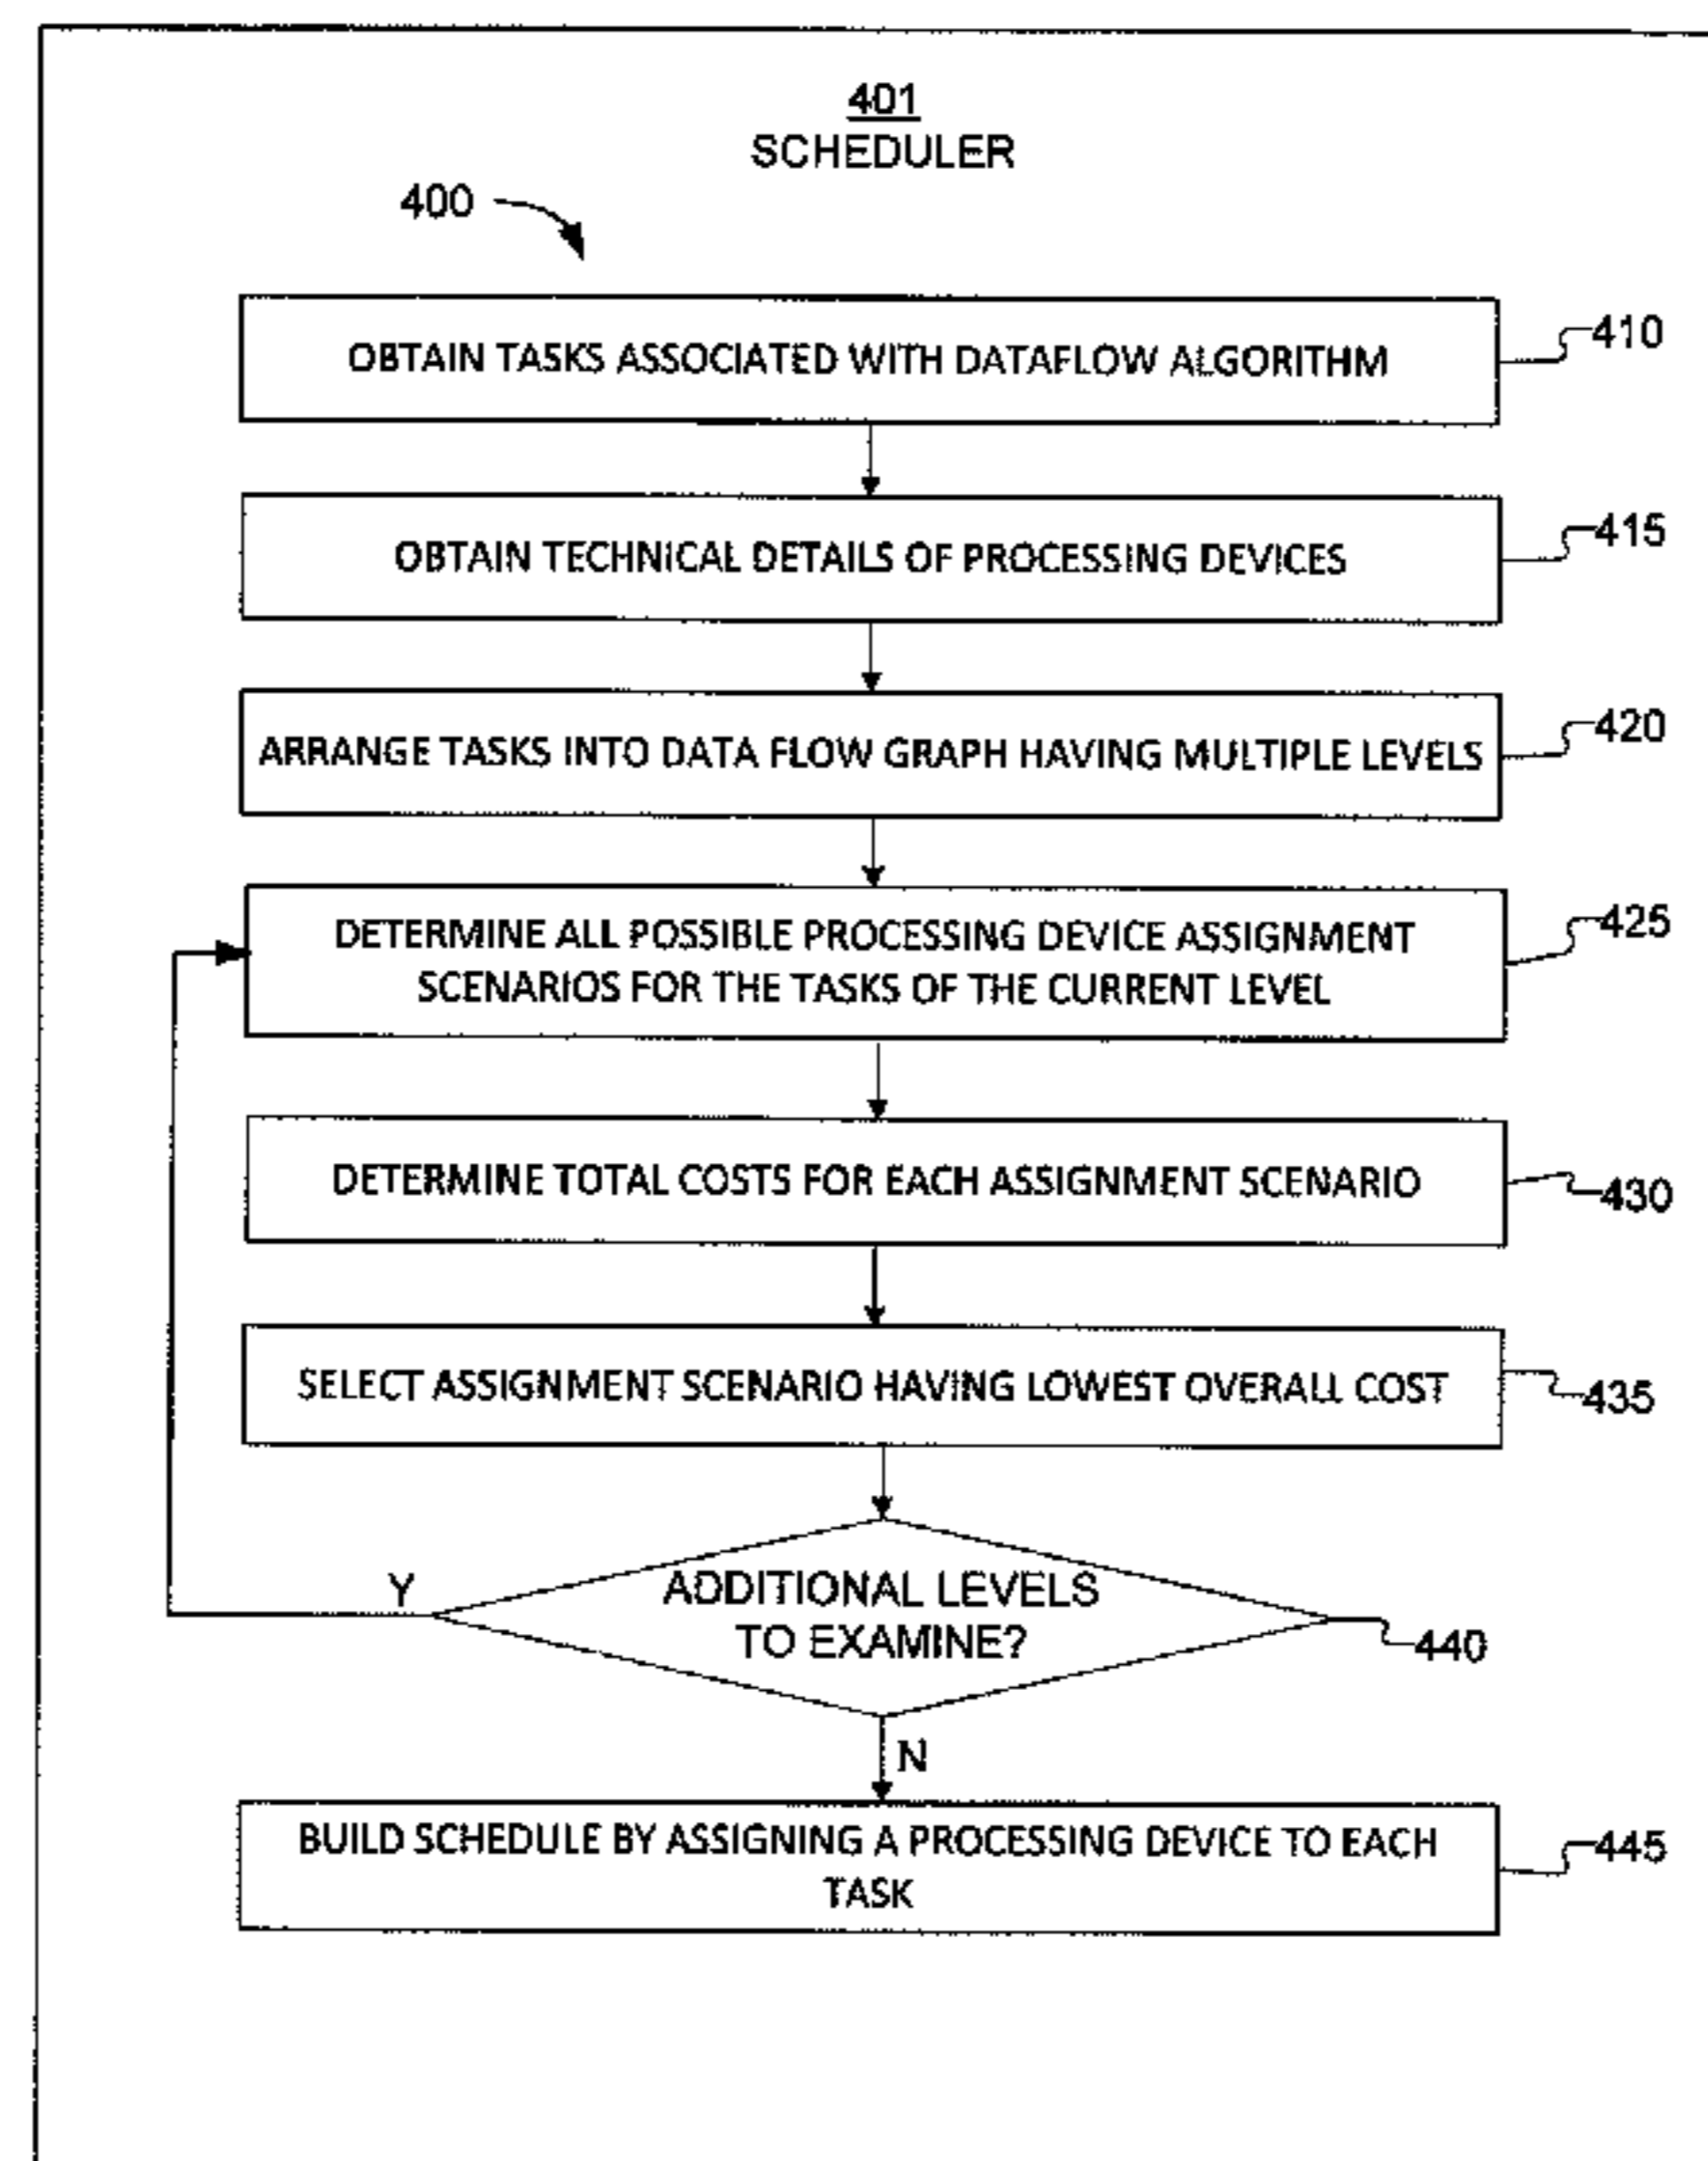 401
SCHEDULER
400
OBTAIN TASKS ASSOCIATED WITH DATAFLOW ALGORITHM
410
OBTAIN TECHNICAL DETAILS OF PROCESSING DEVICES
415
ARRANGE TASKS INTO DATA FLOW GRAPH HAVING MULTIPLE LEVELS
420
DETERMINE ALL POSSIBLE PROCESSING DEVICE ASSIGNMENT
SCENARIOS FOR THE TASKS OF THE CURRENT LEVEL
425
DETERMINE TOTAL COSTS FOR EACH ASSIGNMENT SCENARIO
430
SELECT ASSIGNMENT SCENARIO HAVING LOWEST OVERALL COST
435
Y
ADDITIONAL LEVELS
TO EXAMINE?
440
N
BUILD SCHEDULE BY ASSIGNING A PROCESSING DEVICE TO EACH
TASK
445